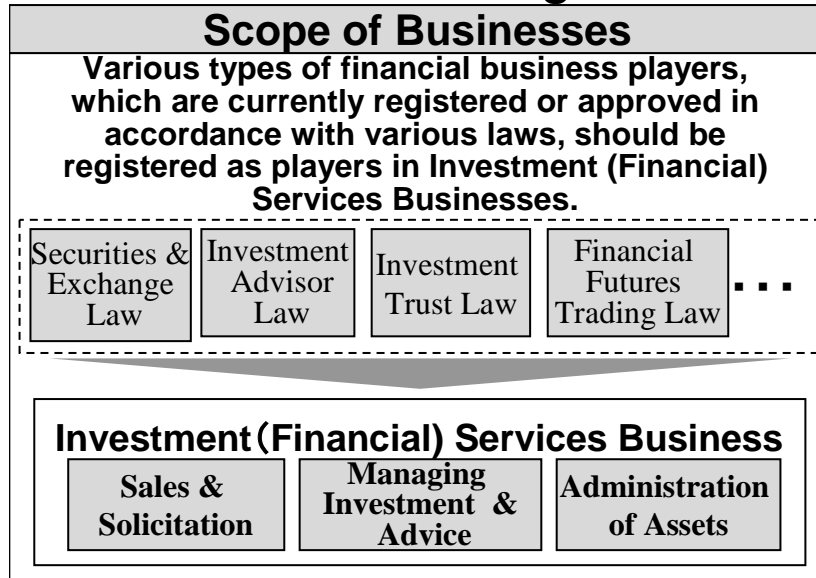 Scope of Businesses
Various types of financial business players,
which are currently registered or approved in
accordance with various laws, should be
registered as players in Investment (Financial)
Services Businesses.
Securities &
Exchange
Law
Investment
Advisor
Law
Investment
Trust Law
Financial
Futures
Trading Law
...
Investment(Financial) Services Business
Sales &
Solicitation
Managing
Investment &
Advice
Administration
of Assets